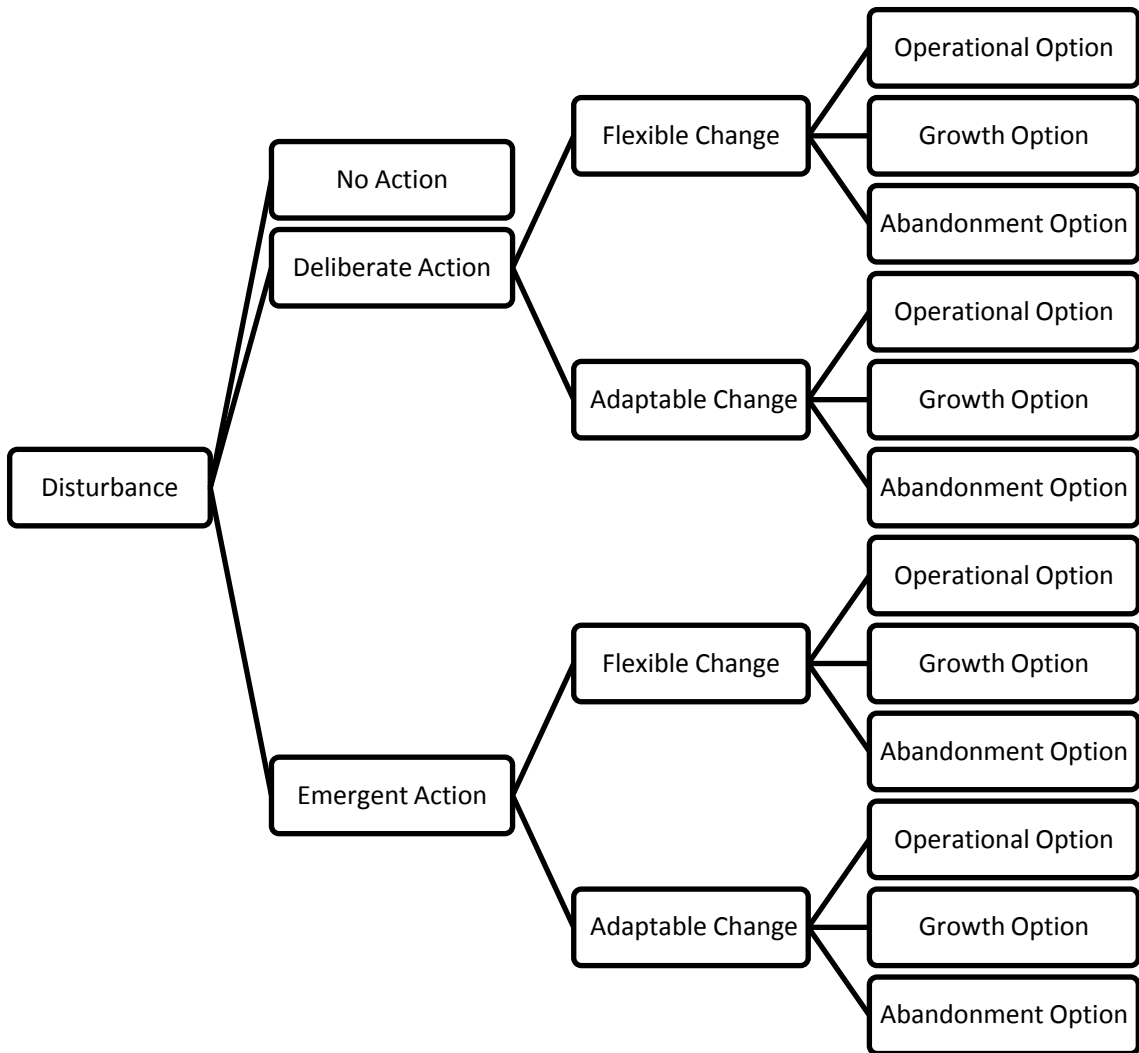 Disturbance
No Action
Deliberate Action
Flexible Change
Operational Option
Growth Option
Abandonment Option
Adaptable Change
Operational Option
Growth Option
Abandonment Option
Emergent Action
Flexible Change
Operational Option
Growth Option
Abandonment Option
Adaptable Change
Operational Option
Growth Option
Abandonment Option